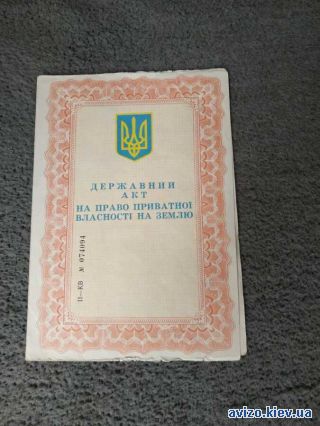 ДЕРЖАВНИЙ
АКТ
НА ПРАВО ПРИВАТНОЇ
ВЛАСНОСТІ НА ЗЕМЛЮ
II-КВ № 074094
avizo.kiev.ua